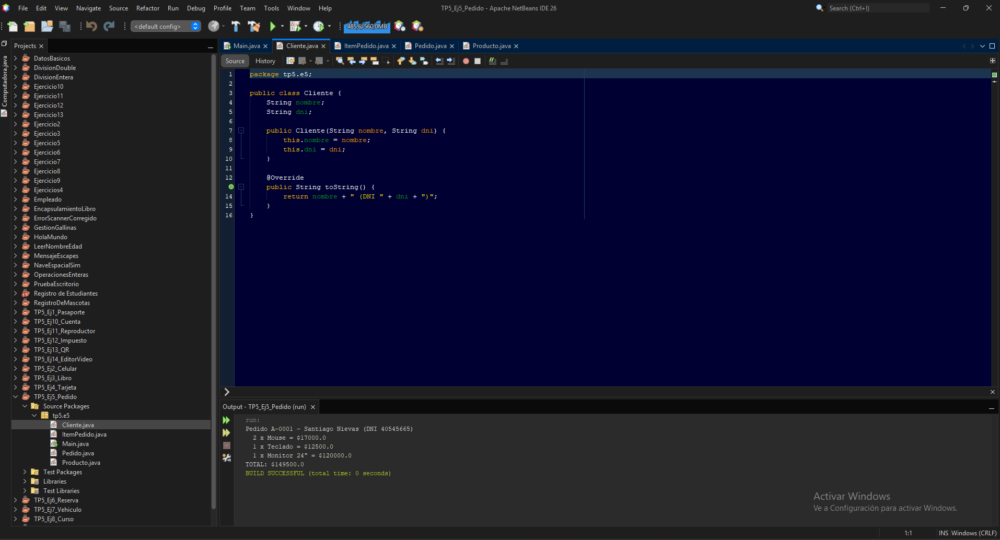 File Edit View Navigate Source Refactor Run Debug Profile Team Tools Window Help
TP5_Ej5_Pedido - Apache NetBeans IDE 26
Search (Ctrl+I)
<default config>
485,6/560,0MB
Computadora.java
Projects
DatosBasicos
DivisionDouble
DivisionEntera
Ejercicio10
Ejercicio11
Ejercicio12
Ejercicio13
Ejercicio2
Ejercicio3
Ejercicio5
Ejercicio6
Ejercicio7
Ejercicio8
Ejercicio9
Ejercicios4
Empleado
EncapsulamientoLibro
ErrorScannerCorregido
GestionGallinas
HolaMundo
LeerNombreEdad
MensajeEscapes
NaveEspacialSim
OperacionesEnteras
PruebaEscritorio
Registro de Estudiantes
RegistroDeMascotas
TP5_Ej1_Pasaporte
TP5_Ej10_Cuenta
TP5_Ej11_Reproductor
TP5_Ej12_Impuesto
TP5_Ej13_QR
TP5_Ej14_EditorVideo
TP5_Ej2_Celular
TP5_Ej3_Libro
TP5_Ej4_Tarjeta
TP5_Ej5_Pedido
Source Packages
tp5.e5
Cliente.java
ItemPedido.java
Main.java
Pedido.java
Producto.java
Test Packages
Libraries
Test Libraries
TP5_Ej6_Reserva
TP5_Ej7_Vehiculo
TP5_Ej8_Curso
Main.java Cliente.java ItemPedido.java Pedido.java Producto.java
Source History
1 package tp5.e5;
2
3 public class Cliente {
4 String nombre;
5 String dni;
6
7 public Cliente(String nombre, String dni) {
8 this.nombre = nombre;
9 this.dni = dni;
10 }
11
12 @Override
public String toString() {
14 return nombre + " (DNI " + dni + ")";
15 }
16 }
Output - TP5_Ej5_Pedido (run)
run:
Pedido A-0001 - Santiago Nievas (DNI 40545665)
2 x Mouse = $17000.0
1 x Teclado = $12500.0
1 x Monitor 24" = $120000.0
TOTAL: $149500.0
BUILD SUCCESSFUL (total time: 0 seconds)
Activar Windows
Ve a Configuración para activar Windows.
1:1 INS Windows (CRLF)